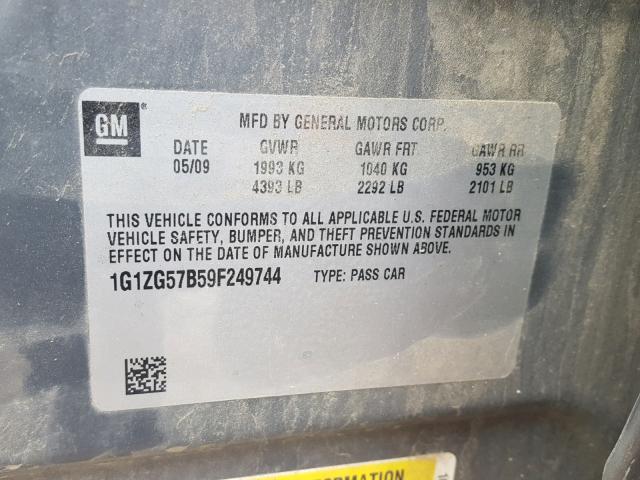 GM®
MFD BY GENERAL MOTORS CORP.
DATE GVWR GAWR FRT GAWR RR
05/09 1993 KG 1040 KG 953 KG
4393 LB 2292 LB 2101 LB
THIS VEHICLE CONFORMS TO ALL APPLICABLE U.S. FEDERAL MOTOR
VEHICLE SAFETY, BUMPER, AND THEFT PREVENTION STANDARDS IN
EFFECT ON THE DATE OF MANUFACTURE SHOWN ABOVE.
1G1ZG57B59F249744 TYPE: PASS CAR